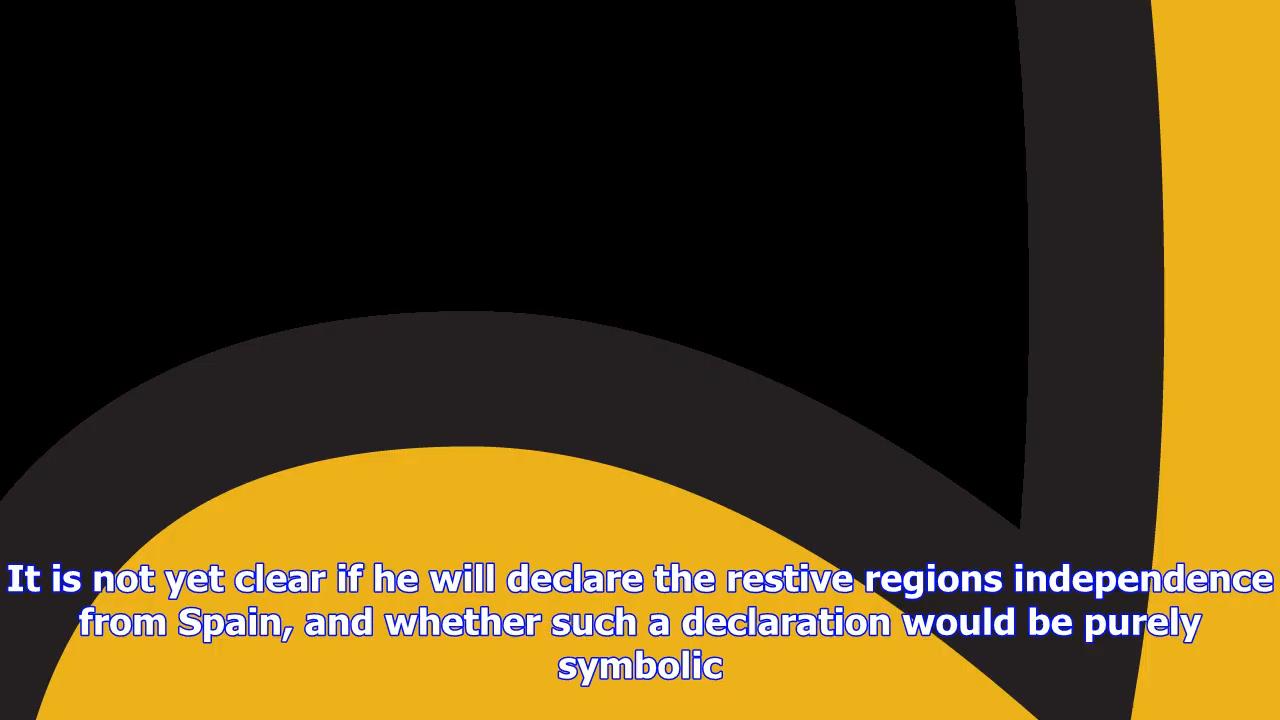 It is not yet clear if he will declare the restive regions independence
from Spain, and whether such a declaration would be purely
symbolic